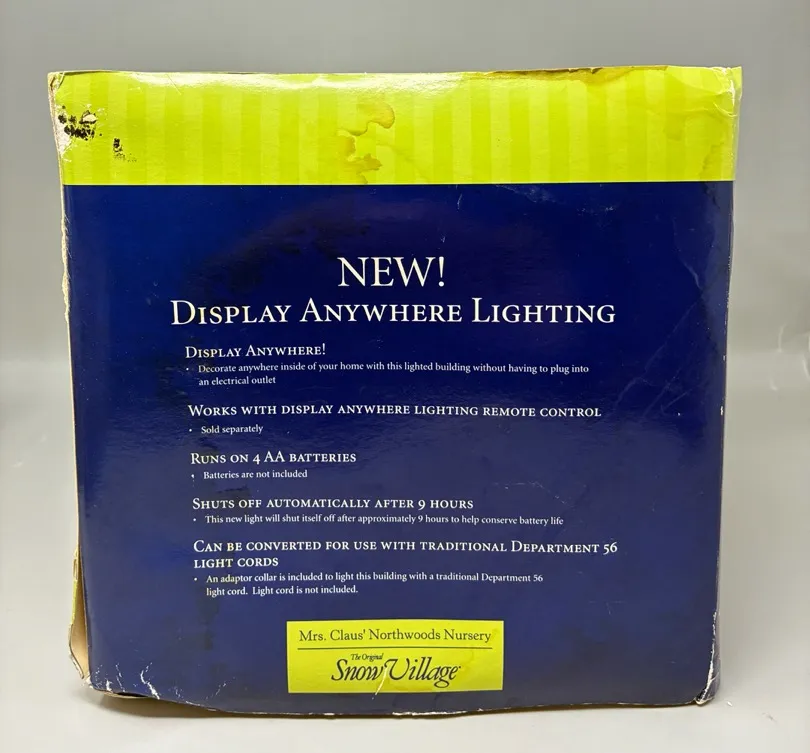 NEW!
DISPLAY ANYWHERE LIGHTING
DISPLAY ANYWHERE!
• Decorate anywhere inside of your home with this lighted building without having to plug into
an electrical outlet
WORKS WITH DISPLAY ANYWHERE LIGHTING REMOTE CONTROL
• Sold separately
RUNS ON 4 AA BATTERIES
• Batteries are not included
SHUTS OFF AUTOMATICALLY AFTER 9 HOURS
• This new light will shut itself off after approximately 9 hours to help conserve battery life
CAN BE CONVERTED FOR USE WITH TRADITIONAL DEPARTMENT 56
LIGHT CORDS
• An adaptor collar is included to light this building with a traditional Department 56
light cord. Light cord is not included.
Mrs. Claus' Northwoods Nursery
The Original
Snow Village